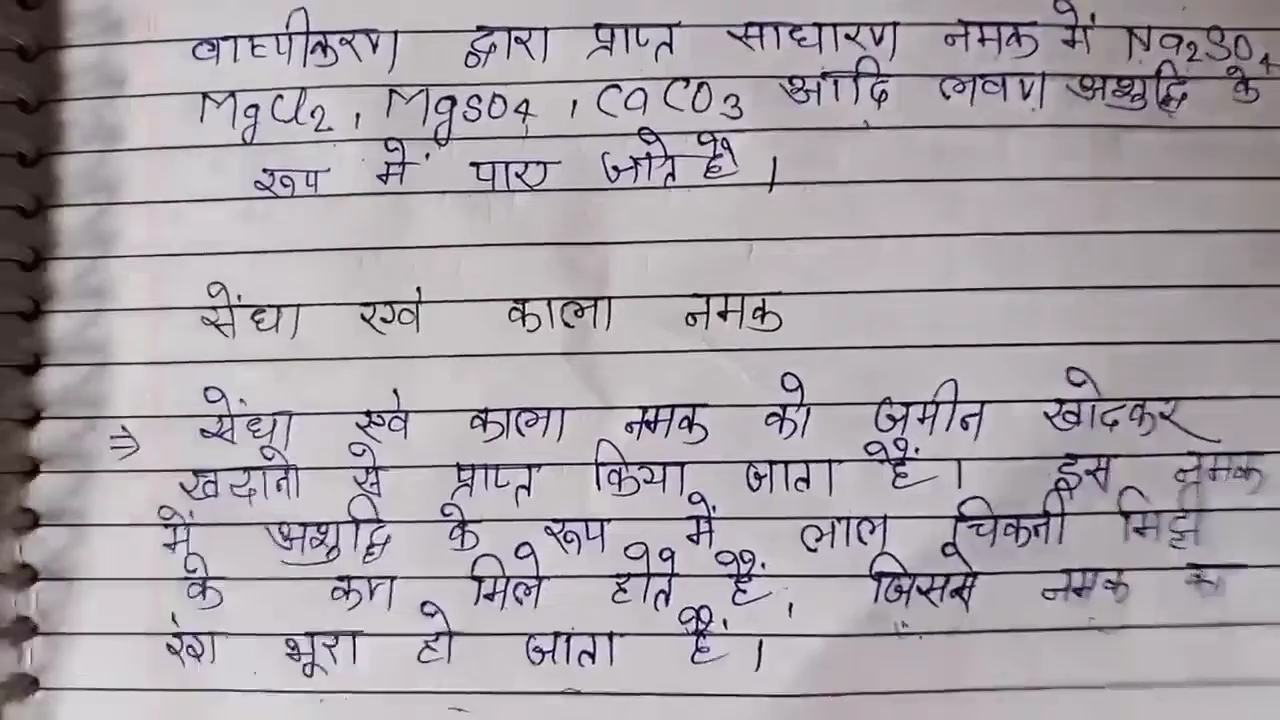 वाष्पीकरण द्वारा प्राप्त साधारण नमक में Na2SO4
MgCl2, MgSO4, CaCO3 आदि लवण अशुद्धि के
रूप में पाए जाते है।
सेंधा एवं काला नमक
⇒ सेंधा एवं काला नमक को जमीन खोदकर
खदानो से प्राप्त किया जाता है। इस नमक
में अशुद्धि के रूप में लाल चिकनी मिट्टी
के कण मिले होते है, जिससे नमक का
रंग भूरा हो जाता है।